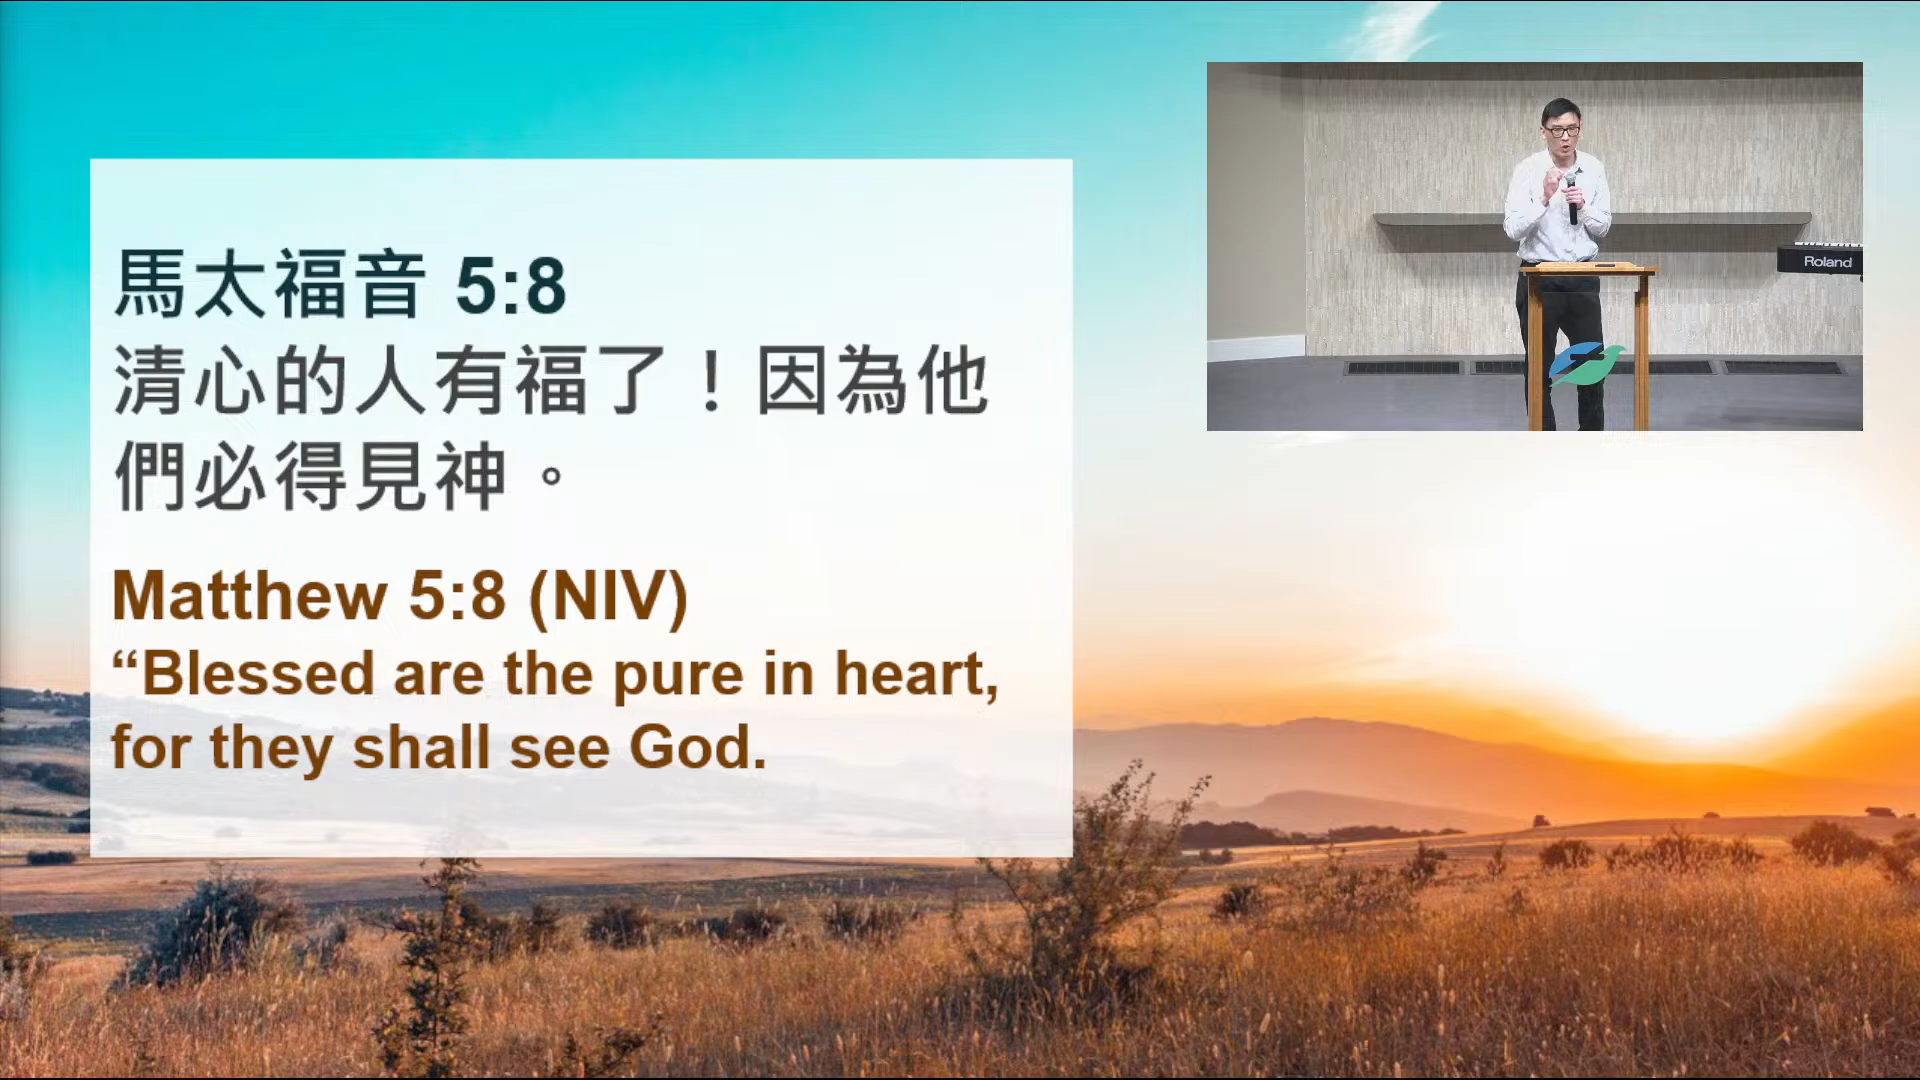 馬太福音 5:8
清心的人有福了！因為他
們必得見神。
Matthew 5:8 (NIV)
“Blessed are the pure in heart,
for they shall see God.
Roland